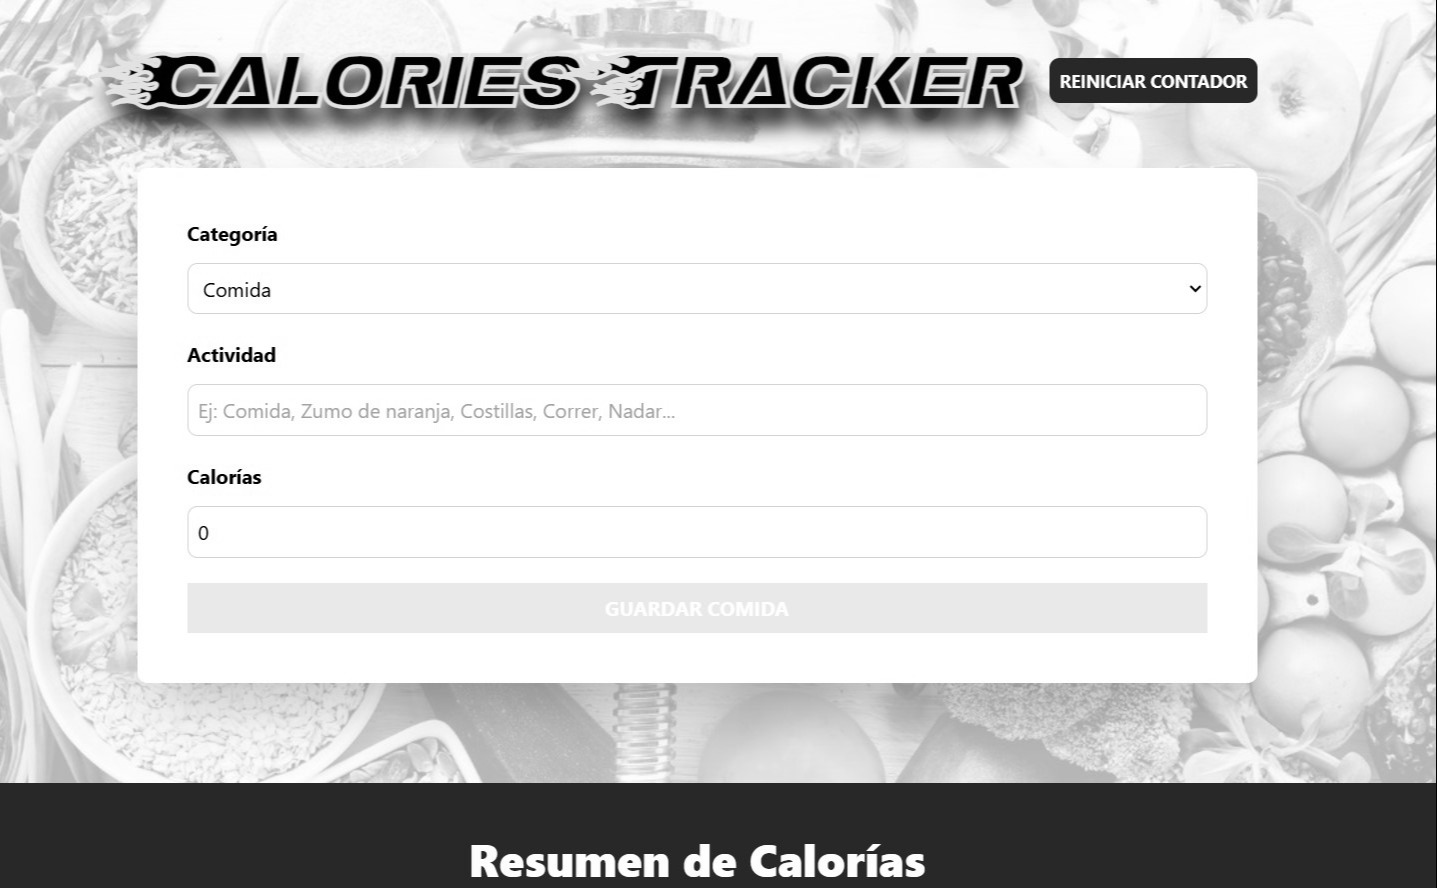 CALORIES TRACKER
REINICIAR CONTADOR
Categoría
Comida
Actividad
Ej: Comida, Zumo de naranja, Costillas, Correr, Nadar...
Calorías
0
GUARDAR COMIDA
Resumen de Calorías